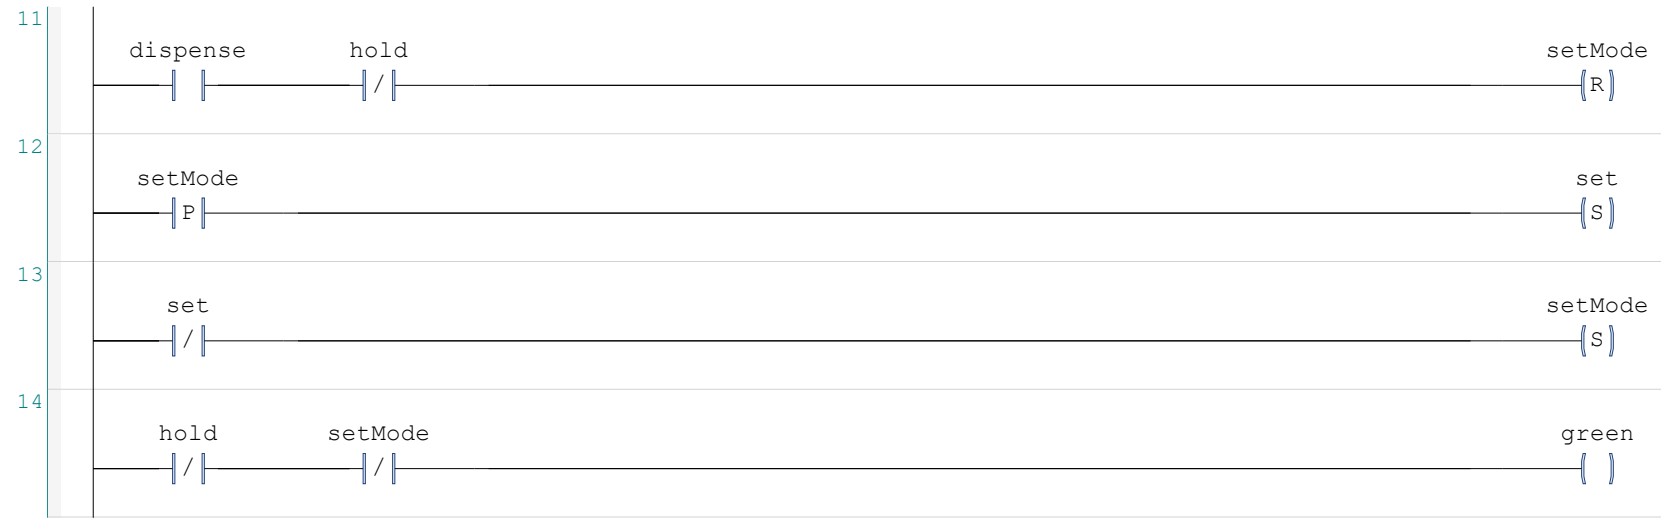 11
dispense hold setMode
/ R
12
setMode set
P S
13
set setMode
/ S
14
hold setMode green
/ /